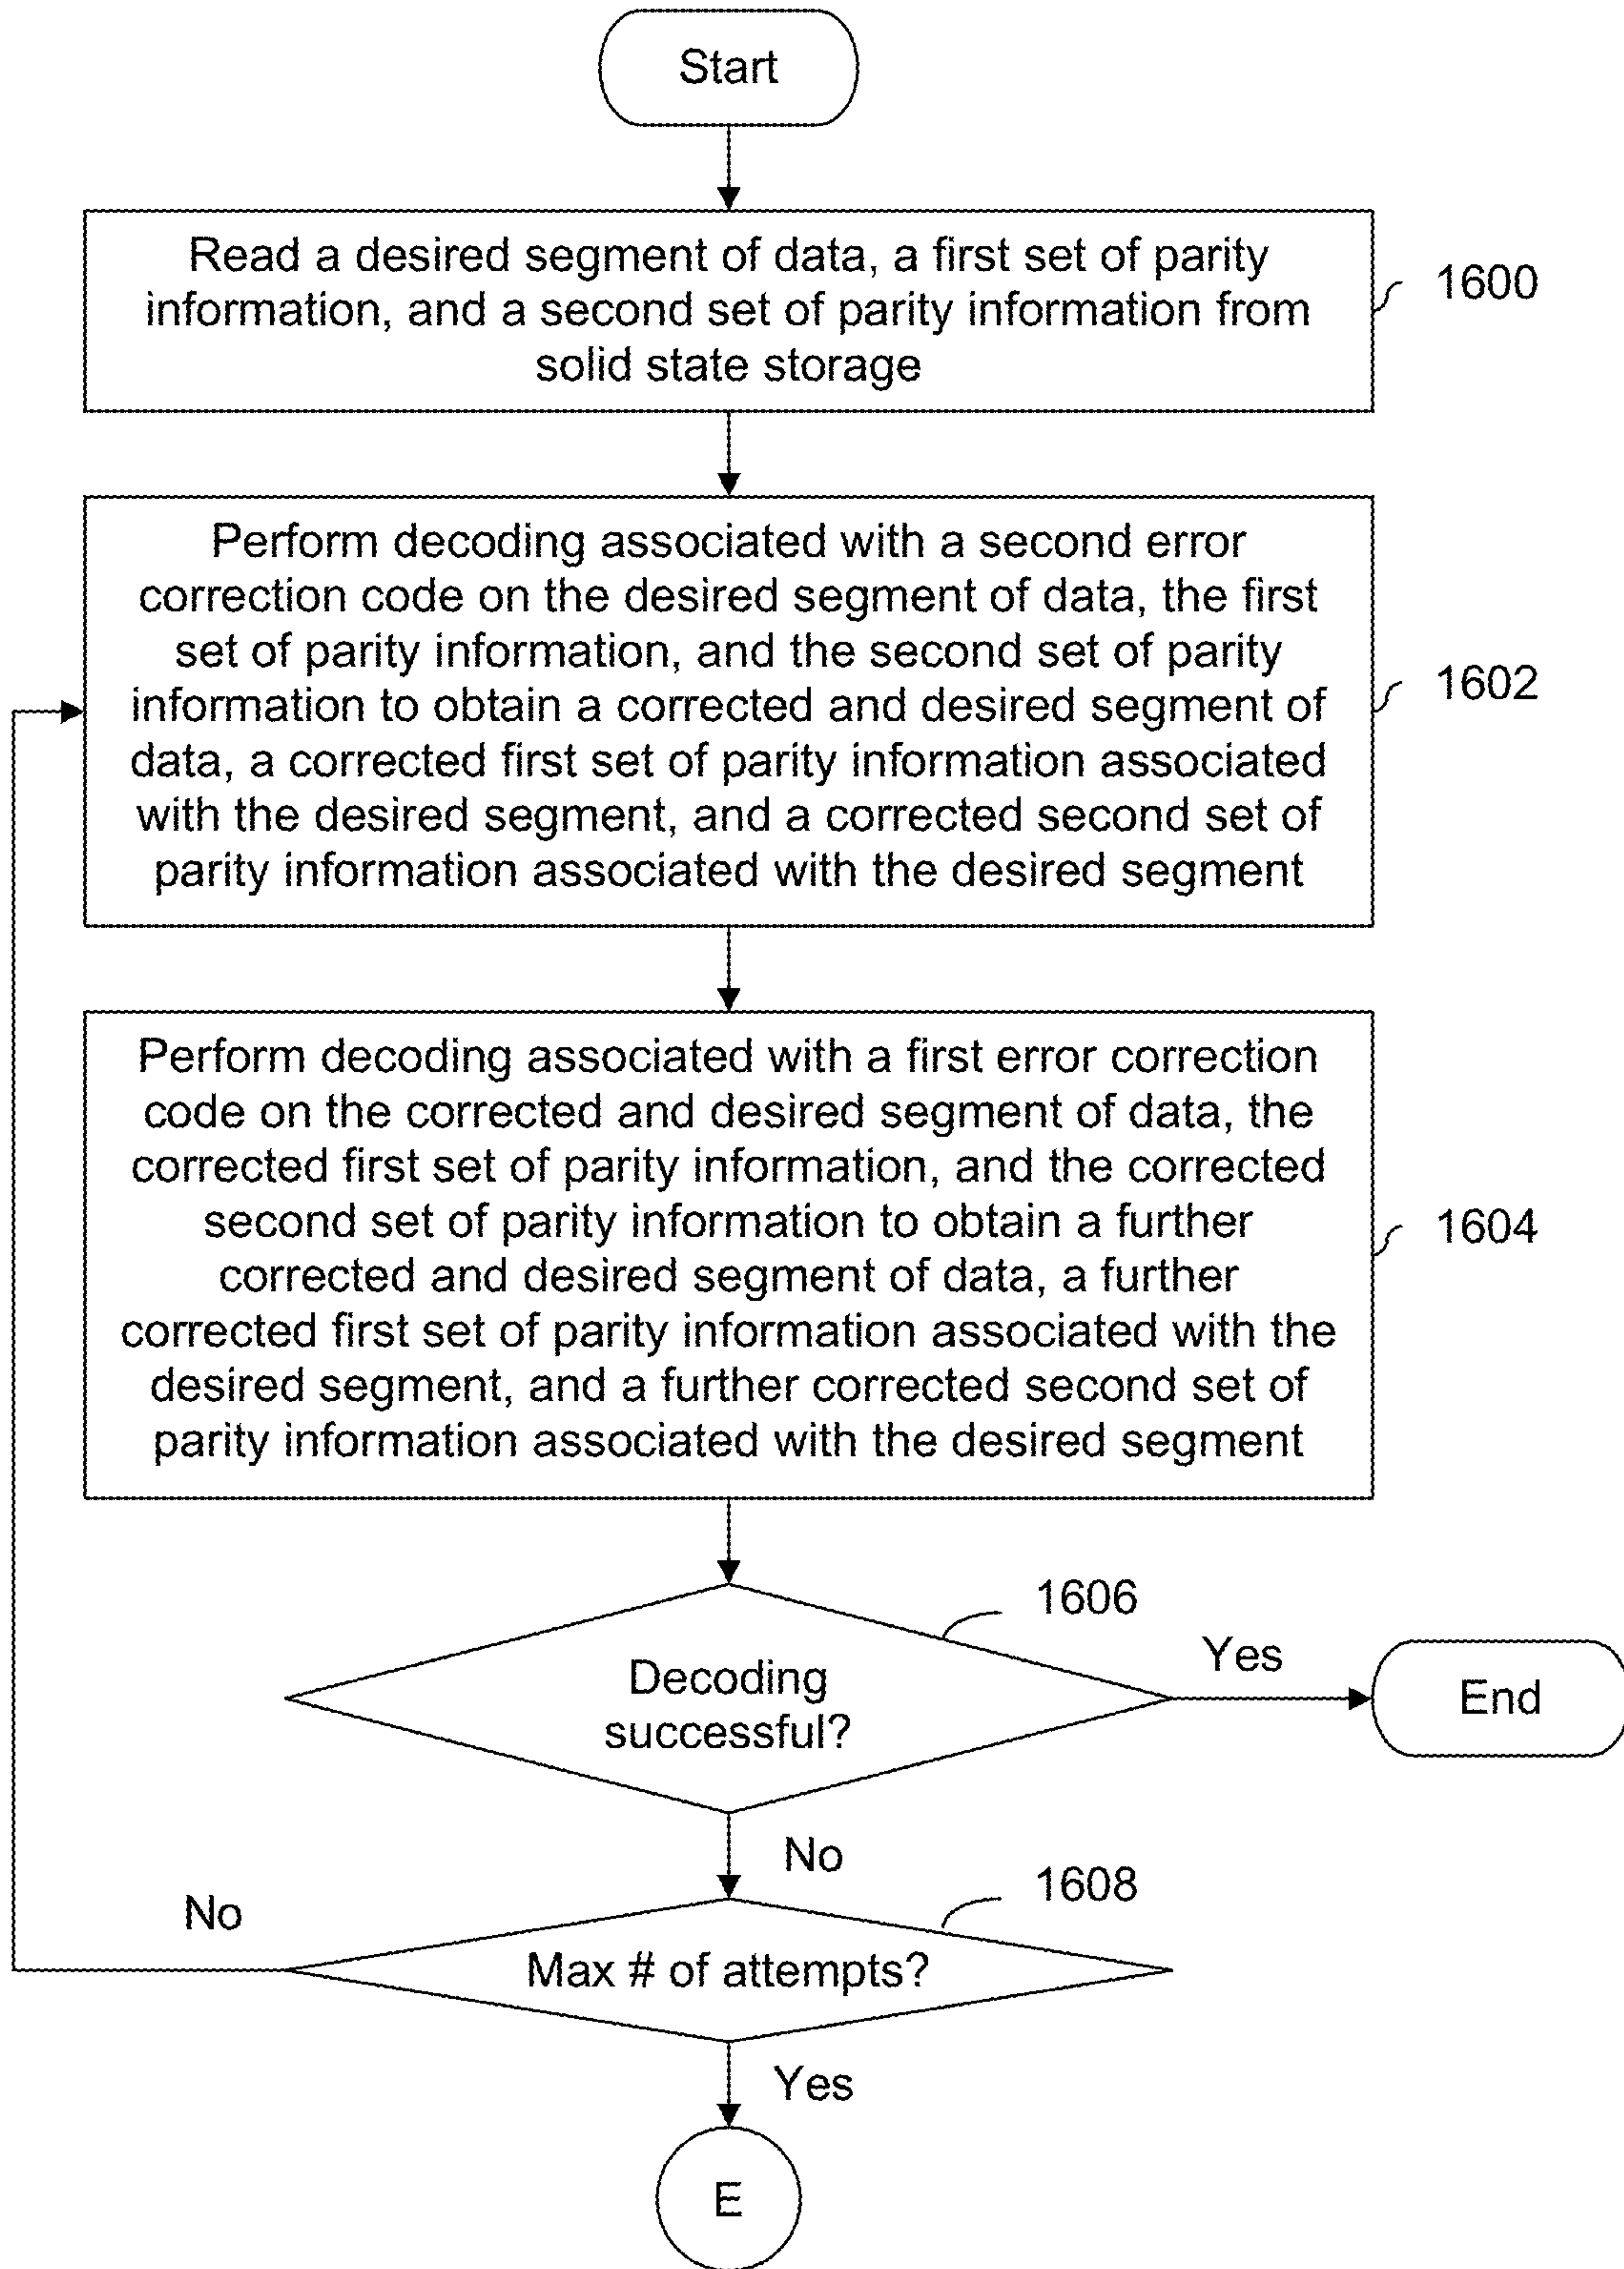 Start
Read a desired segment of data, a first set of parity
information, and a second set of parity information from
solid state storage
1600
Perform decoding associated with a second error
correction code on the desired segment of data, the first
set of parity information, and the second set of parity
information to obtain a corrected and desired segment of
data, a corrected first set of parity information associated
with the desired segment, and a corrected second set of
parity information associated with the desired segment
1602
Perform decoding associated with a first error correction
code on the corrected and desired segment of data, the
corrected first set of parity information, and the corrected
second set of parity information to obtain a further
corrected and desired segment of data, a further
corrected first set of parity information associated with the
desired segment, and a further corrected second set of
parity information associated with the desired segment
1604
1606
Decoding
successful?
Yes
End
No
1608
No
Max # of attempts?
Yes
E